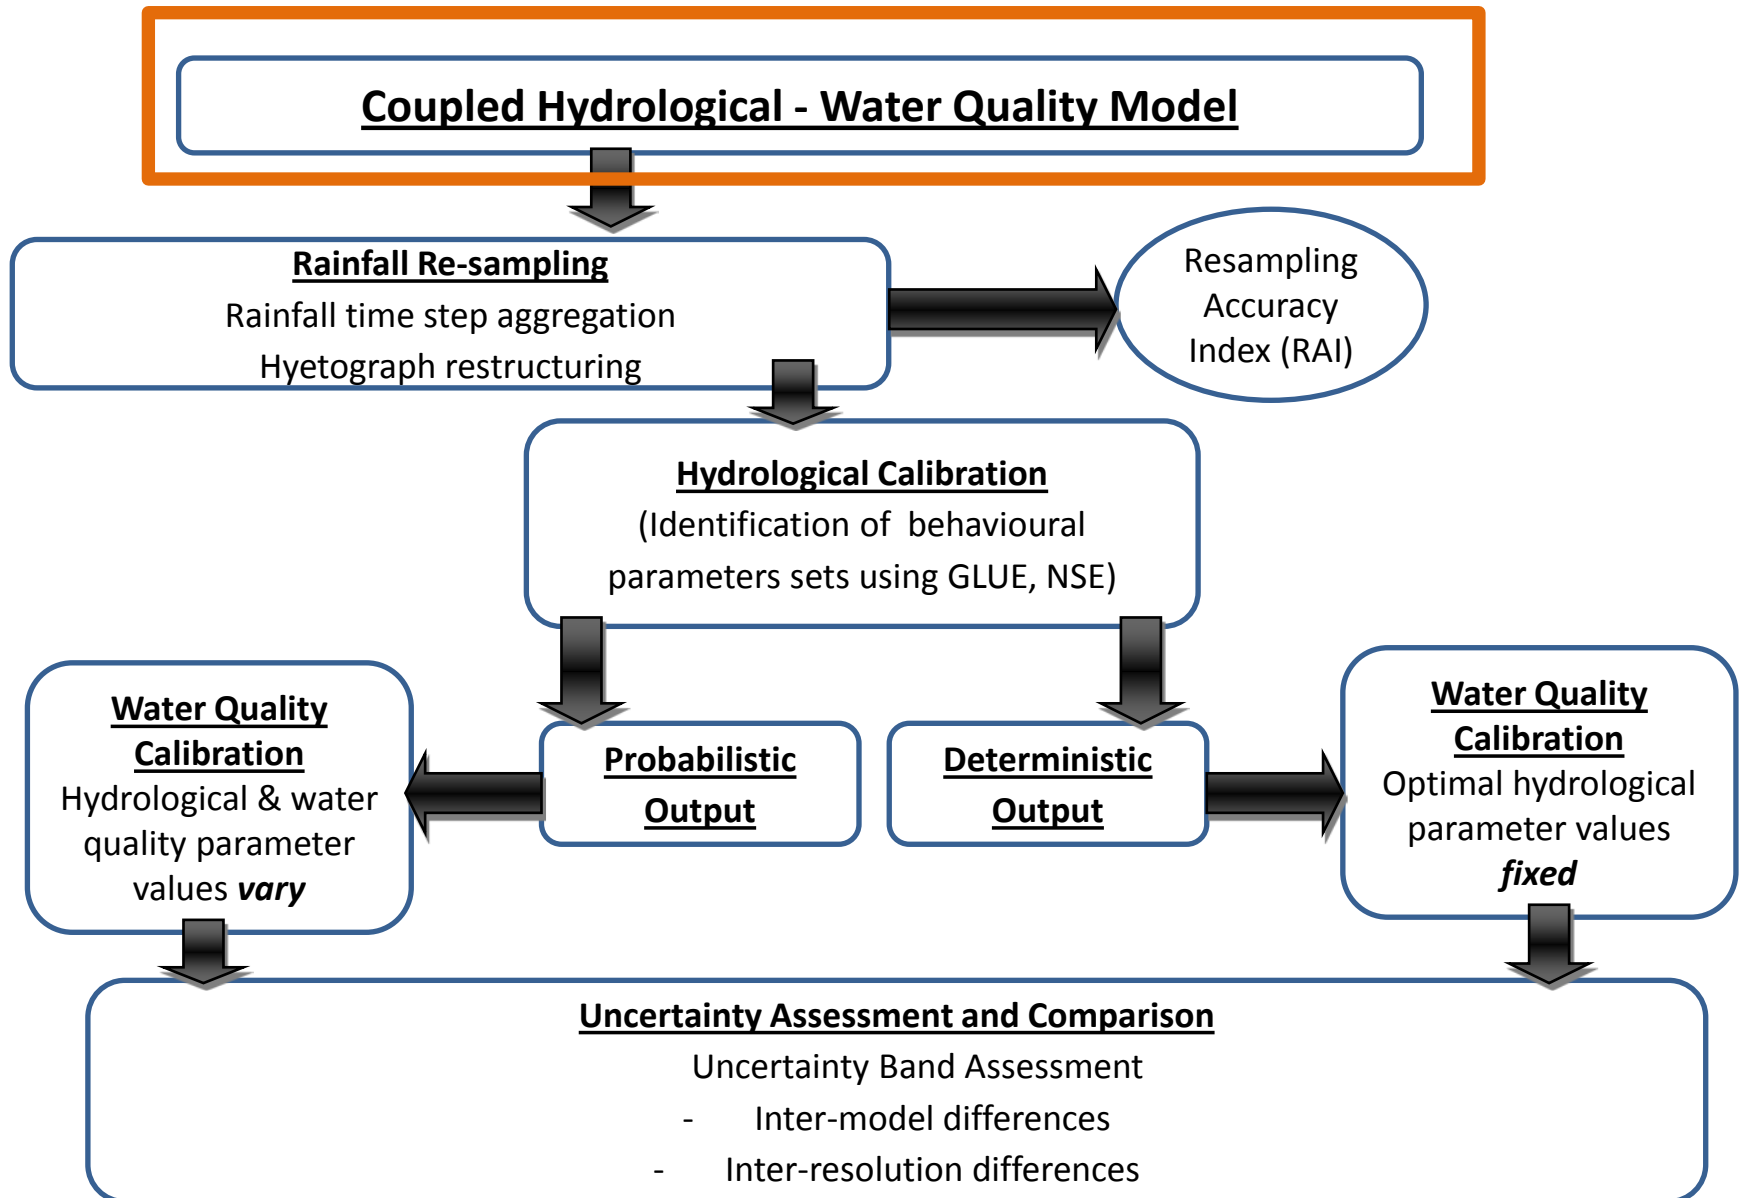 Coupled Hydrological - Water Quality Model
Rainfall Re-sampling
Rainfall time step aggregation
Hyetograph restructuring
Resampling
Accuracy
Index (RAI)
Hydrological Calibration
(Identification of behavioural
parameters sets using GLUE, NSE)
Water Quality
Calibration
Hydrological & water
quality parameter
values vary
Probabilistic
Output
Deterministic
Output
Water Quality
Calibration
Optimal hydrological
parameter values
fixed
Uncertainty Assessment and Comparison
Uncertainty Band Assessment
- Inter-model differences
- Inter-resolution differences